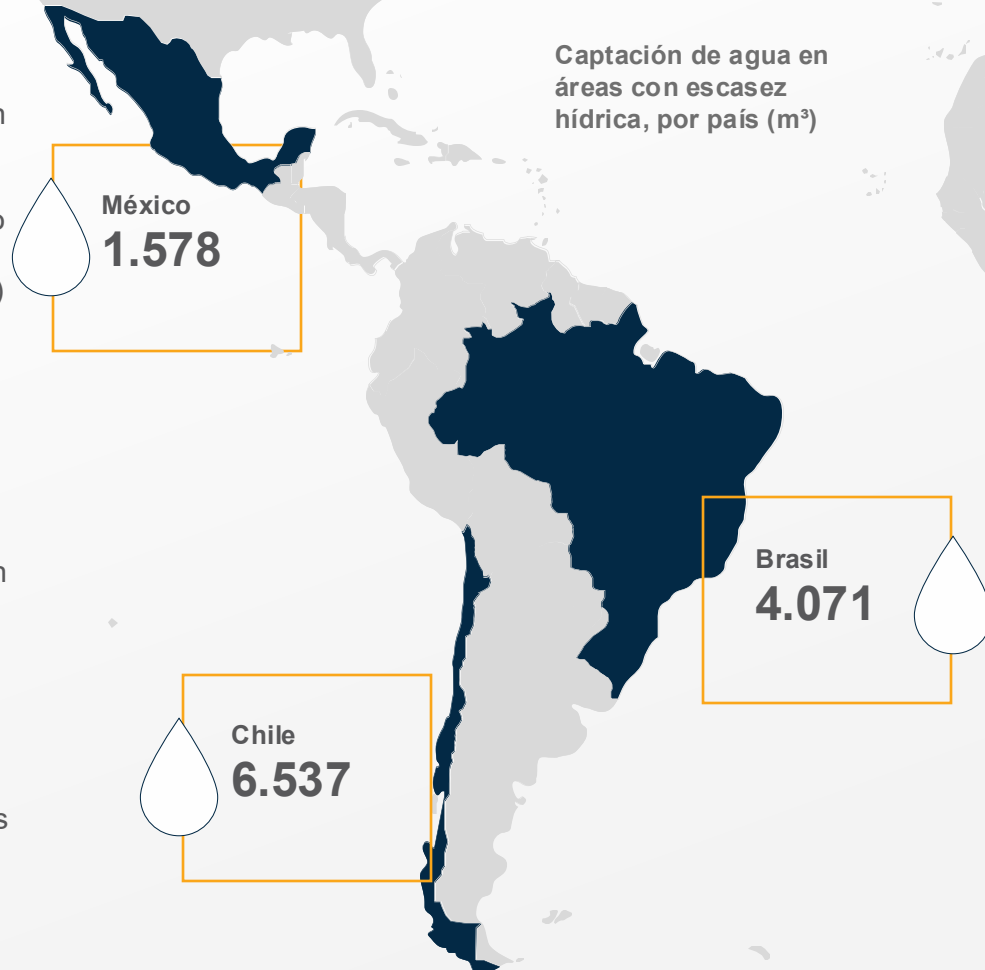 Captación de agua en
áreas con escasez
hídrica, por país (m³)
México
1.578
Brasil
4.071
Chile
6.537